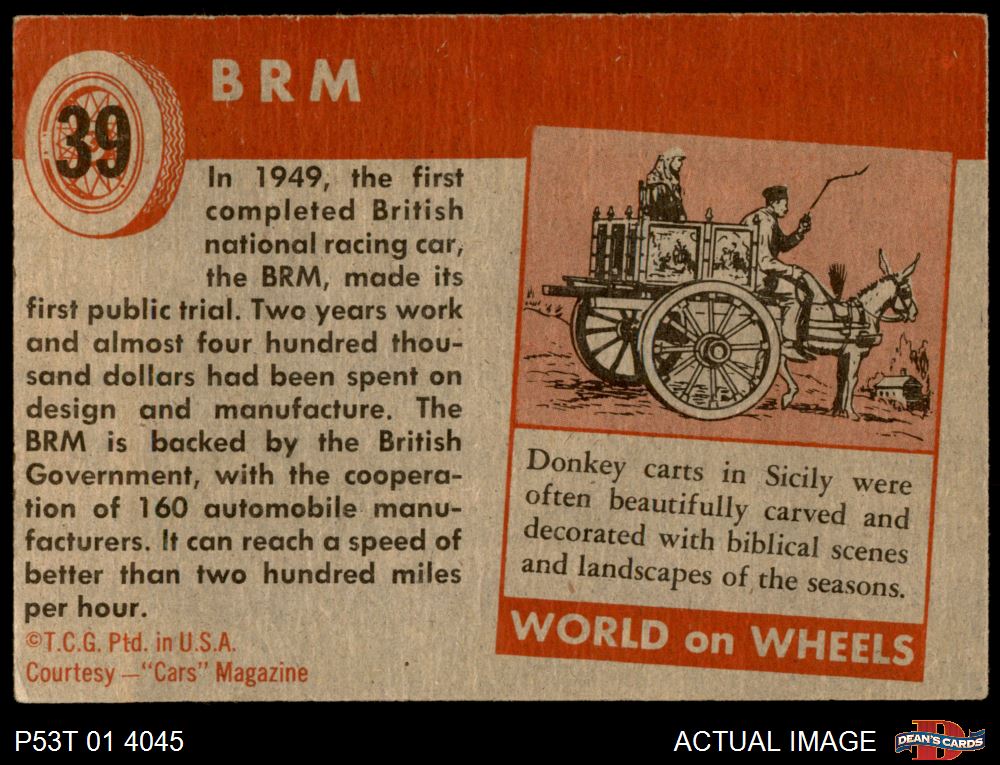 39
BRM
In 1949, the first
completed British
national racing car,
the BRM, made its
first public trial. Two years work
and almost four hundred thou-
sand dollars had been spent on
design and manufacture. The
BRM is backed by the British
Government, with the coopera-
tion of 160 automobile manu-
facturers. It can reach a speed of
better than two hundred miles
per hour.
©T.C.G. Ptd. in U.S.A.
Courtesy—"Cars" Magazine
Donkey carts in Sicily were
often beautifully carved and
decorated with biblical scenes
and landscapes of the seasons.
WORLD on WHEELS
P53T 01 4045
ACTUAL IMAGE
D
DEAN'S CARDS